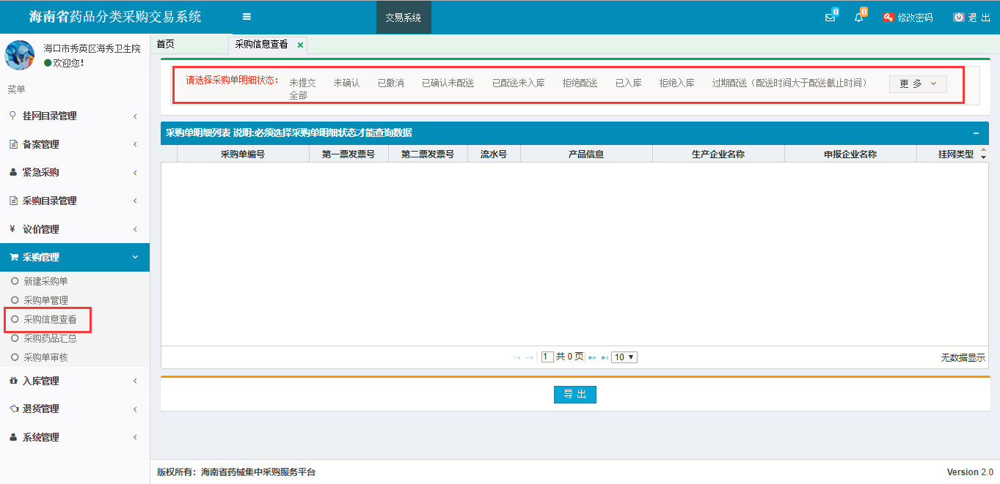 海南省药品分类采购交易系统
交易系统
0
0
修改密码
退 出
海口市秀英区海秀卫生院
欢迎您!
菜单
挂网目录管理
备案管理
紧急采购
采购目录管理
议价管理
采购管理
新建采购单
采购单管理
采购信息查看
采购药品汇总
采购单审核
入库管理
退货管理
系统管理
首页
采购信息查看
请选择采购单明细状态:
未提交 未确认 已撤消 已确认未配送 已配送未入库 拒绝配送 已入库 拒绝入库 过期配送（配送时间大于配送截止时间）
全部
更 多
采购单明细列表 说明:必须选择采购单明细状态才能查询数据
采购单编号 第一票发票号 第二票发票号 流水号 产品信息 生产企业名称 申报企业名称 挂网类型
1 共 0 页 10
无数据显示
导 出
版权所有: 海南省药械集中采购服务平台
Version 2.0